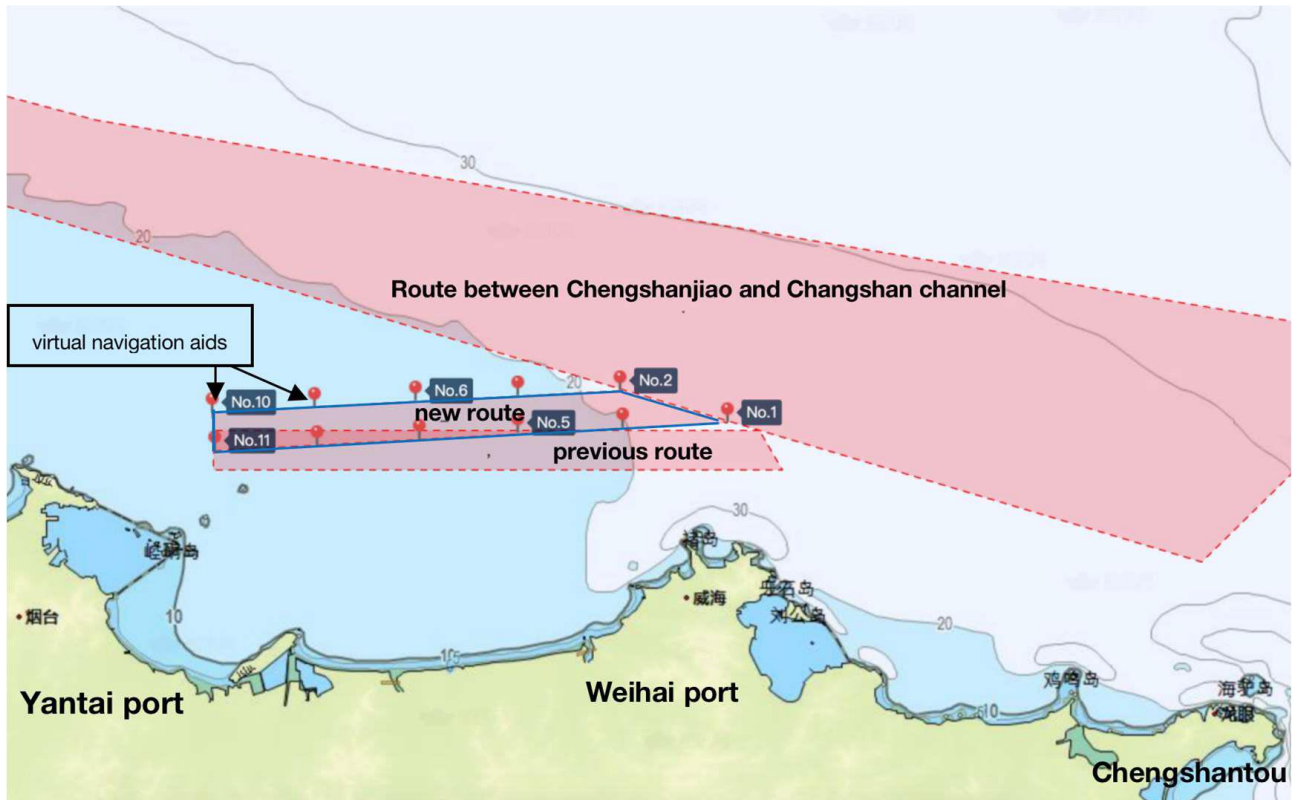 30
20
Route between Chengshanjiao and Changshan channel
virtual navigation aids
No.10
No.6
20
No.2
new route
No.1
No.11
No.5
previous route
30
褚岛
崆峒岛
烟台
10
威海
刘公岛
20
10
鸡鸣岛
海驴岛
龙眼
10
Yantai port
Weihai port
Chengshantou